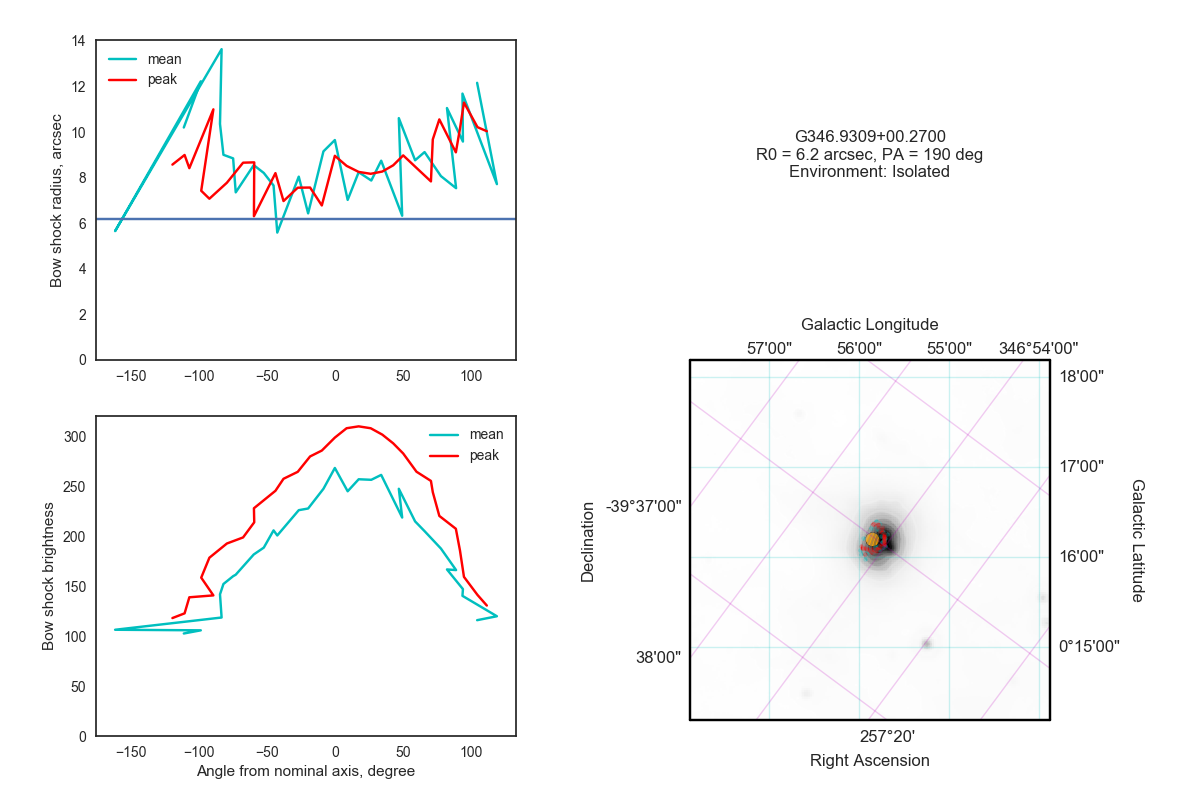 14
12
10
8
6
4
2
0
Bow shock radius, arcsec
mean
peak
−150
−100
−50
0
50
100
300
250
200
150
100
50
0
Bow shock brightness
mean
peak
−150
−100
−50
0
50
100
Angle from nominal axis, degree
G346.9309+00.2700
R0 = 6.2 arcsec, PA = 190 deg
Environment: Isolated
Galactic Longitude
57'00" 56'00" 55'00" 346°54'00"
18'00"
17'00"
16'00"
0°15'00"
Galactic Latitude
Declination
-39°37'00"
38'00"
257°20'
Right Ascension